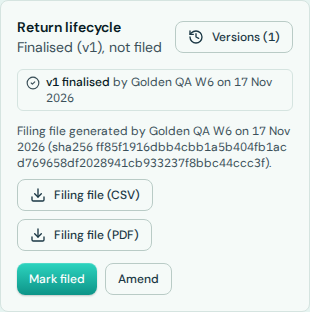 Return lifecycle
Finalised (v1), not filed
Versions (1)
v1 finalised by Golden QA W6 on 17 Nov
2026
Filing file generated by Golden QA W6 on 17 Nov
2026 (sha256 ff85f1916dbb4cbb1a5b404fb1ac
d769658df2028941cb933237f8bbc44ccc3f).
Filing file (CSV)
Filing file (PDF)
Mark filed
Amend